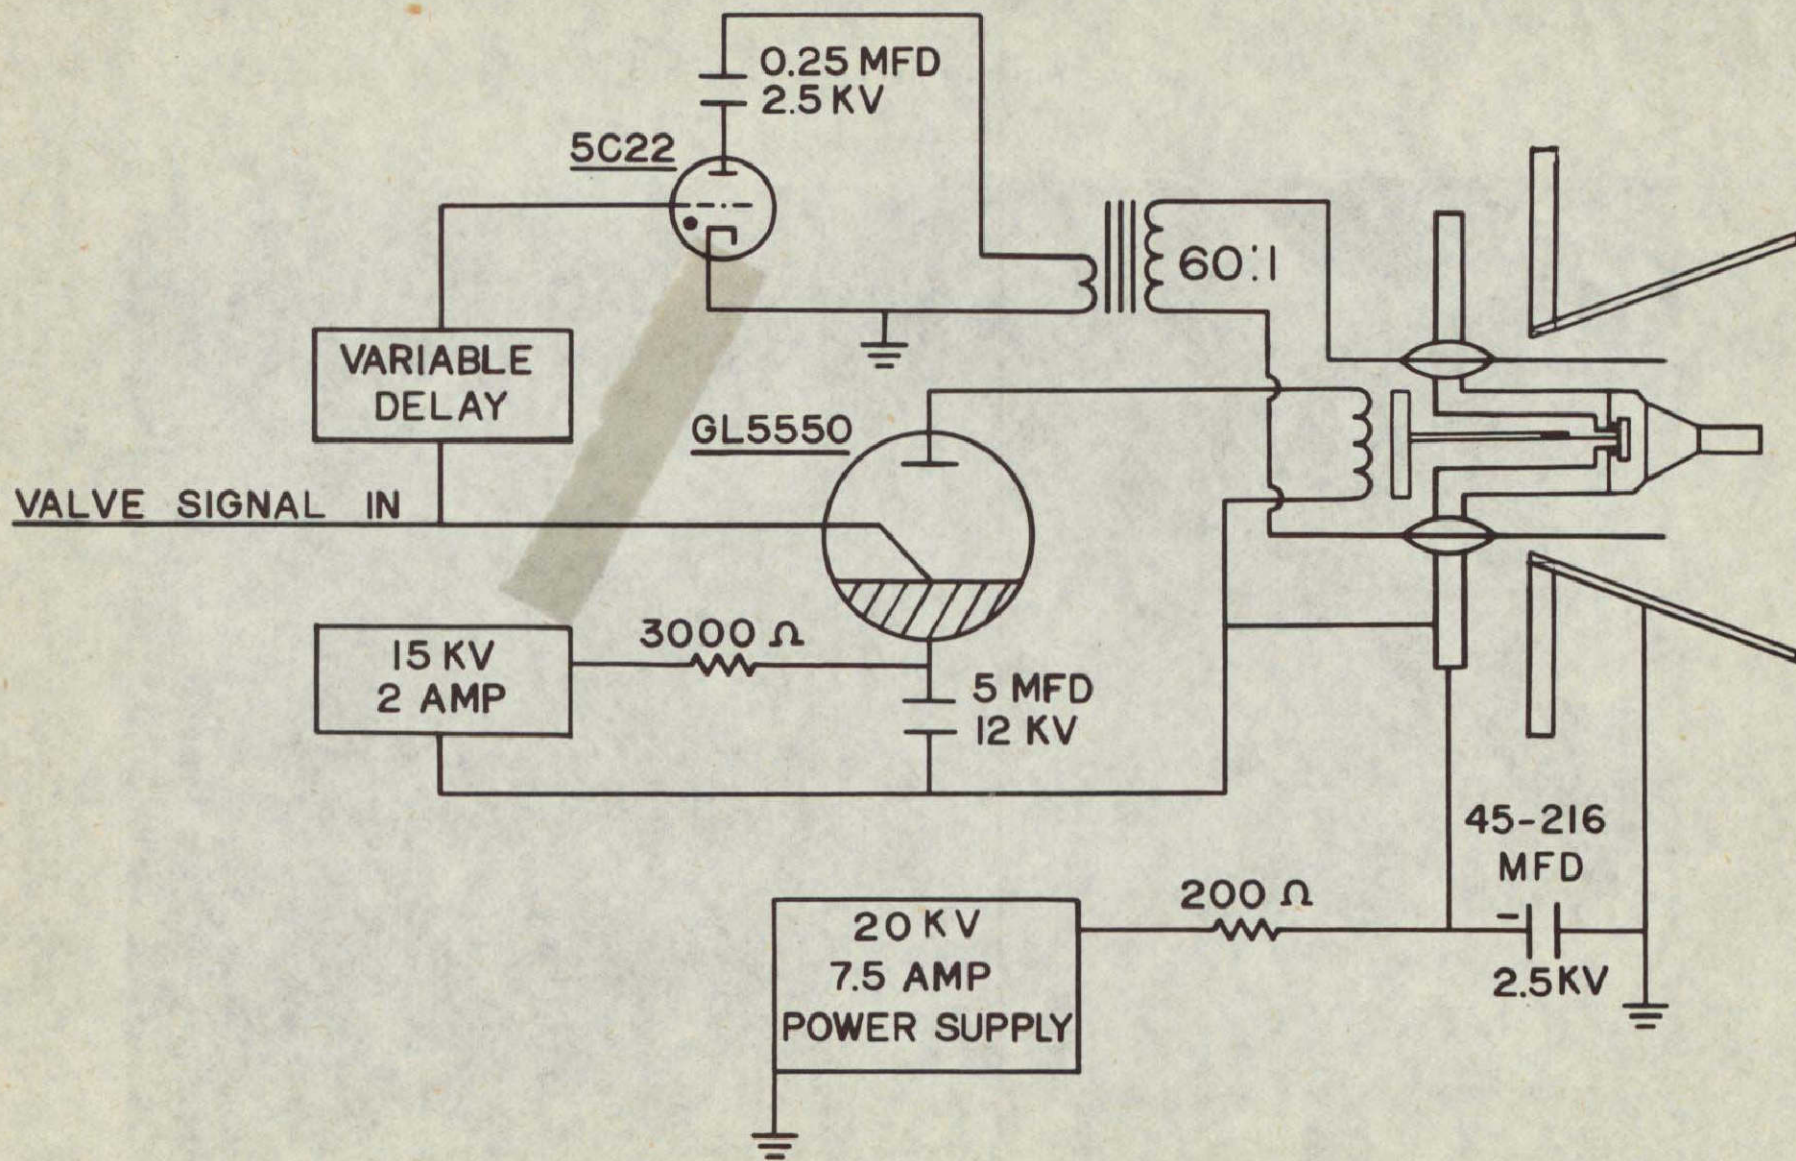 0.25 MFD
2.5 KV
5C22
60:1
VARIABLE
DELAY
GL5550
VALVE SIGNAL IN
15 KV
2 AMP
3000 Ω
5 MFD
12 KV
45-216
MFD
-
2.5KV
200 Ω
20 KV
7.5 AMP
POWER SUPPLY